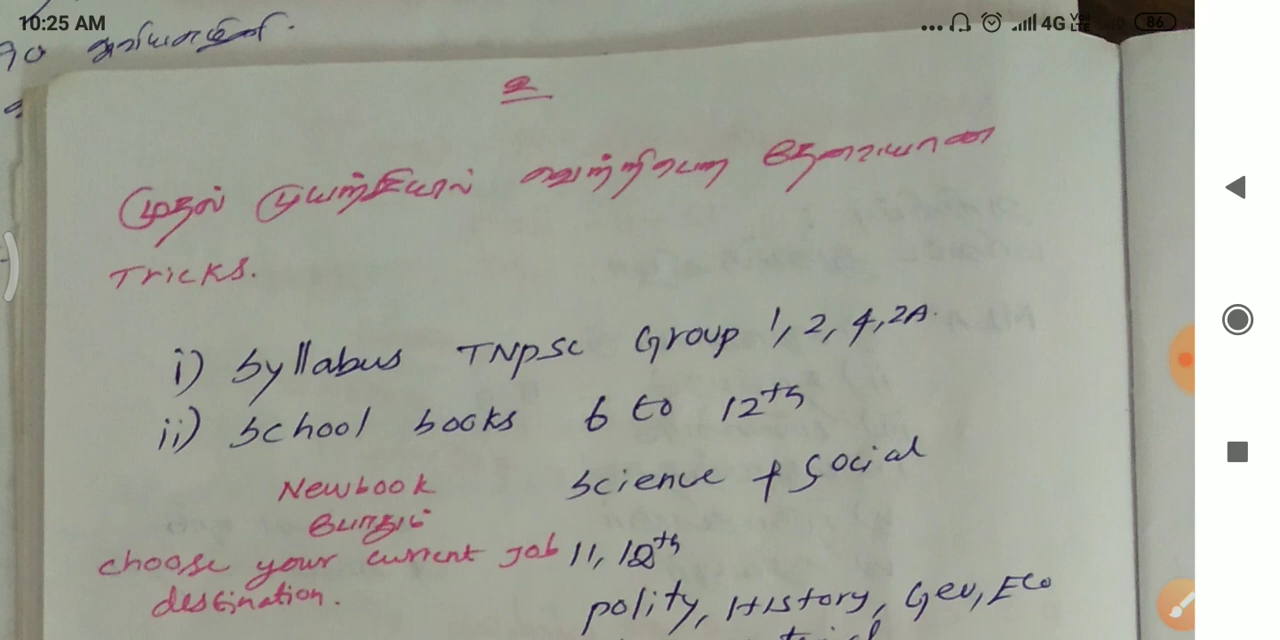 10:25 AM
4G
86
உ
முதல் முயற்சியில் வெற்றிபெற தேவையான
Tricks.
i) Syllabus TNPSC Group 1, 2, 4, 2A.
ii) School books 6 to 12th
Newbook Science + Social
போதும்
choose your current Job 11, 12th
destination.
polity, History, Geo, Eco